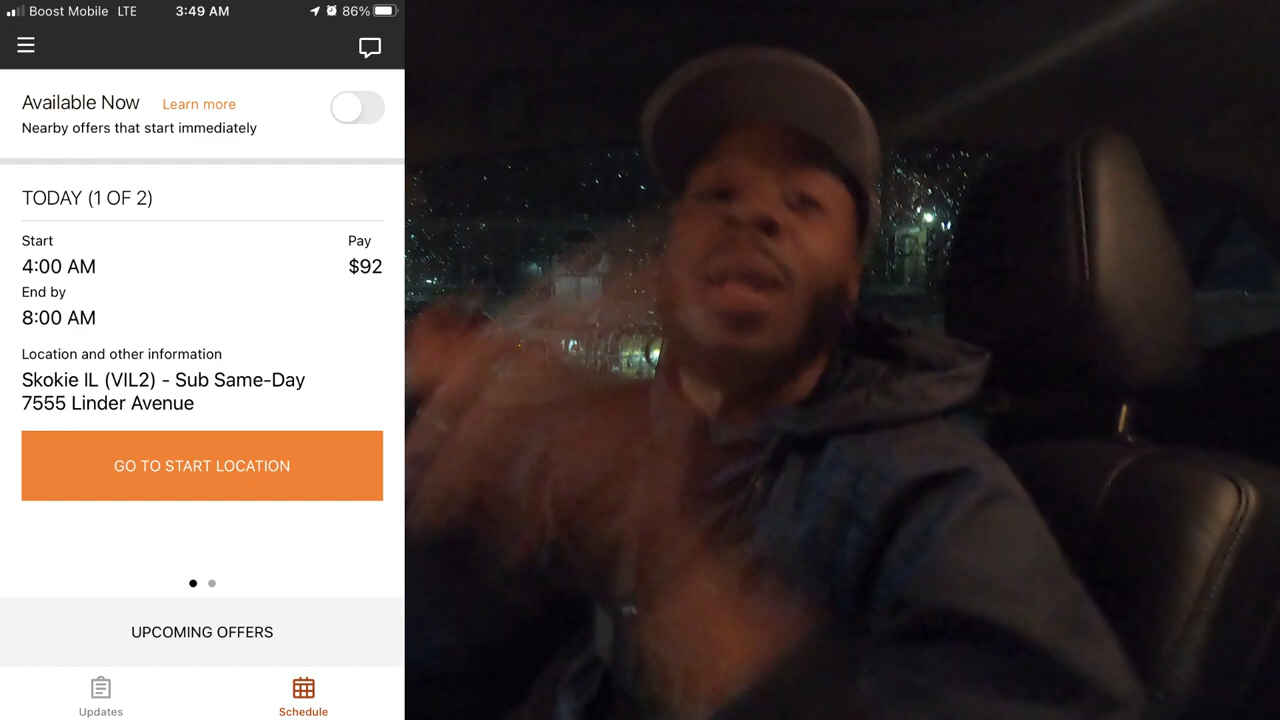 Boost Mobile LTE 3:49 AM 86%
Available Now Learn more
Nearby offers that start immediately
TODAY (1 OF 2)
Start Pay
4:00 AM $92
End by
8:00 AM
Location and other information
Skokie IL (VIL2) - Sub Same-Day
7555 Linder Avenue
GO TO START LOCATION
UPCOMING OFFERS
Updates Schedule